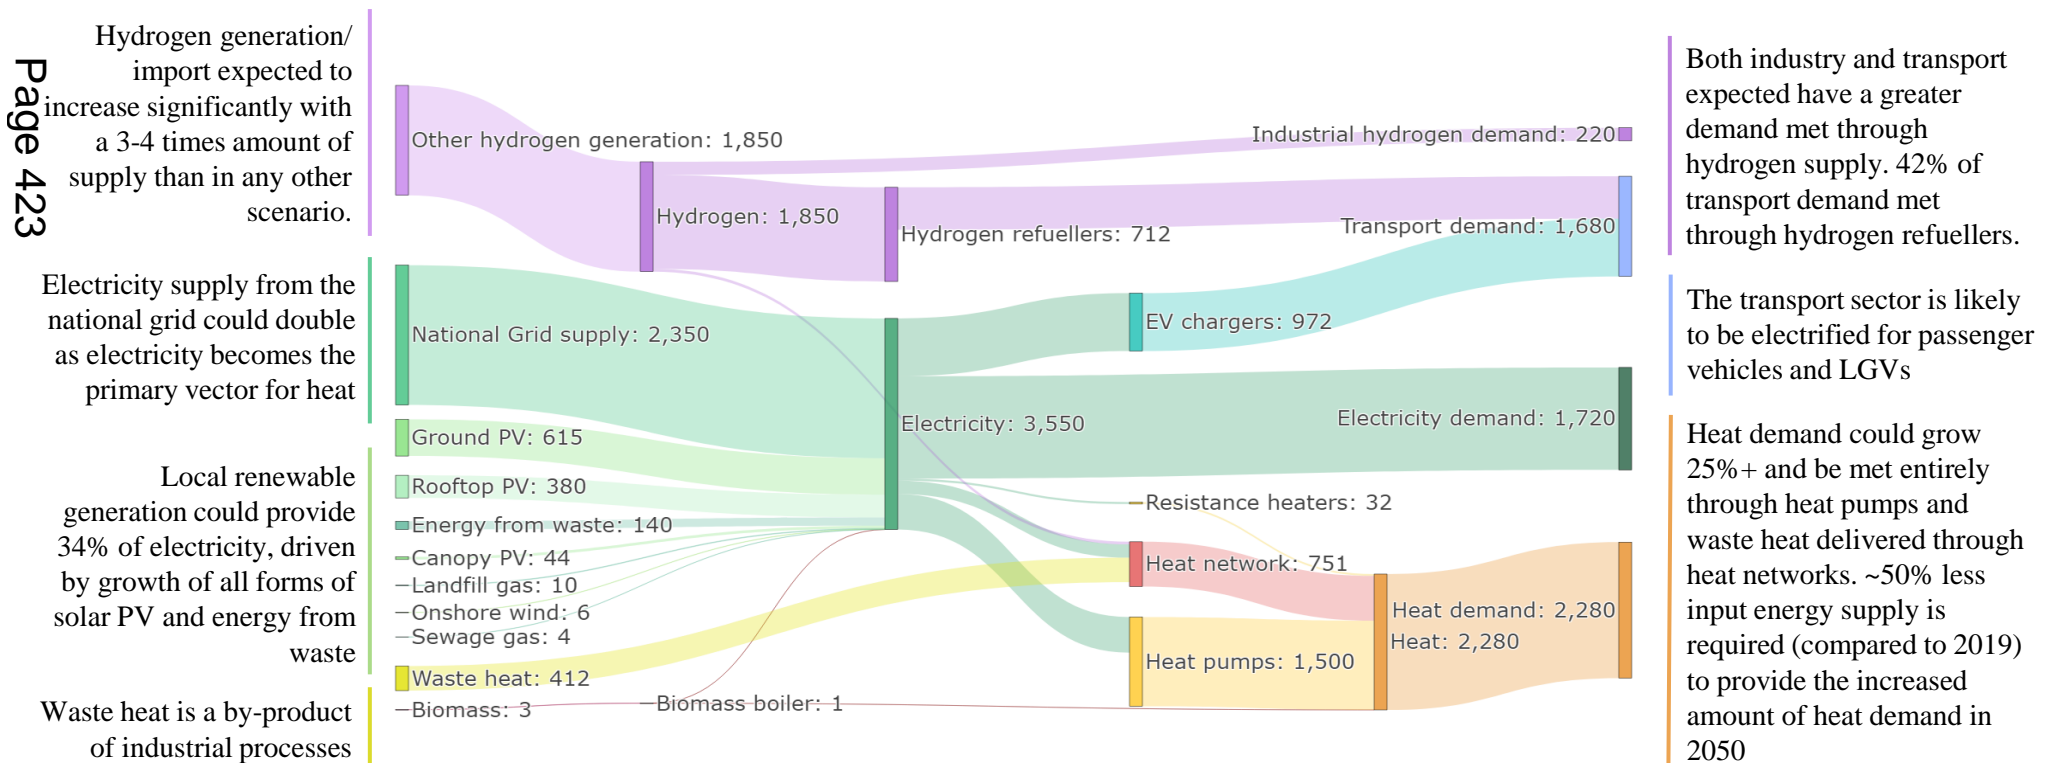 Page 423
Hydrogen generation/
import expected to
increase significantly with
a 3-4 times amount of
supply than in any other
scenario.
Electricity supply from the
national grid could double
as electricity becomes the
primary vector for heat
Local renewable
generation could provide
34% of electricity, driven
by growth of all forms of
solar PV and energy from
waste
Waste heat is a by-product
of industrial processes
Other hydrogen generation: 1,850
Hydrogen: 1,850
Hydrogen refuellers: 712
Industrial hydrogen demand: 220
Transport demand: 1,680
National Grid supply: 2,350
EV chargers: 972
Electricity: 3,550
Electricity demand: 1,720
Ground PV: 615
Rooftop PV: 380
Energy from waste: 140
Canopy PV: 44
Landfill gas: 10
Onshore wind: 6
Sewage gas: 4
Waste heat: 412
Biomass: 3
Biomass boiler: 1
Resistance heaters: 32
Heat network: 751
Heat pumps: 1,500
Heat demand: 2,280
Heat: 2,280
Both industry and transport
expected have a greater
demand met through
hydrogen supply. 42% of
transport demand met
through hydrogen refuellers.
The transport sector is likely
to be electrified for passenger
vehicles and LGVs
Heat demand could grow
25%+ and be met entirely
through heat pumps and
waste heat delivered through
heat networks. ~50% less
input energy supply is
required (compared to 2019)
to provide the increased
amount of heat demand in
2050